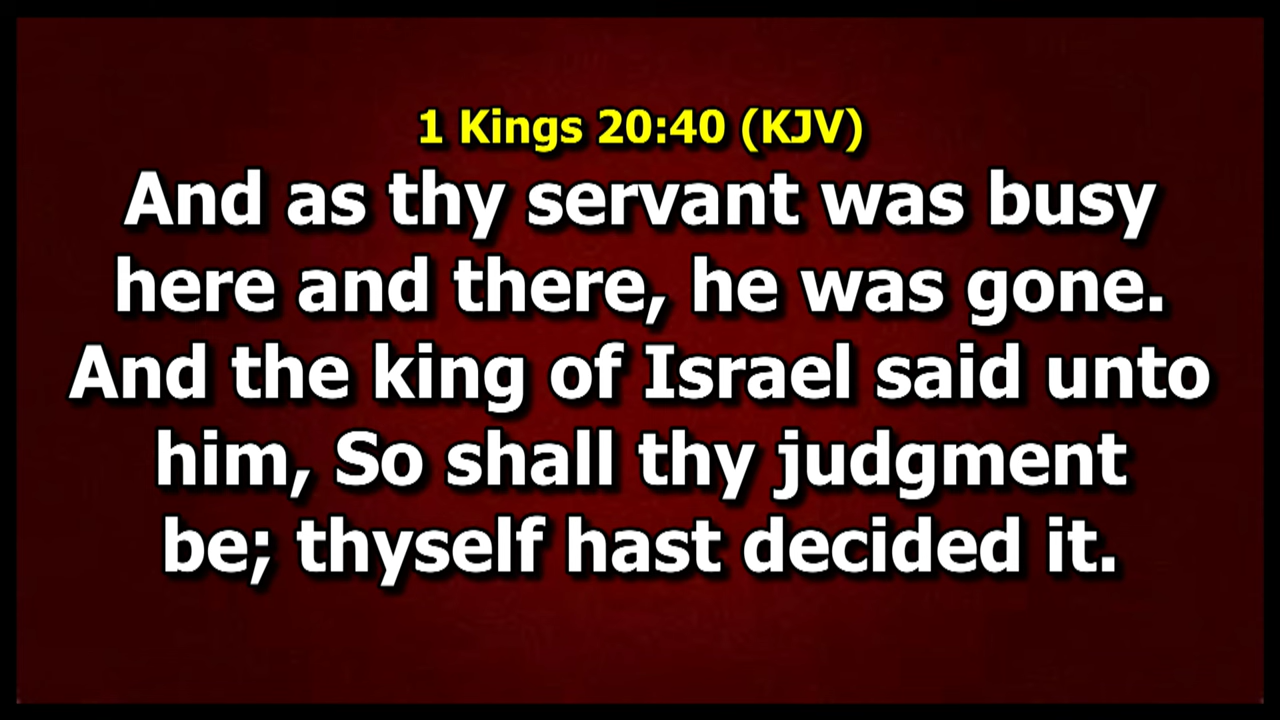 1 Kings 20:40 (KJV)
And as thy servant was busy
here and there, he was gone.
And the king of Israel said unto
him, So shall thy judgment
be; thyself hast decided it.